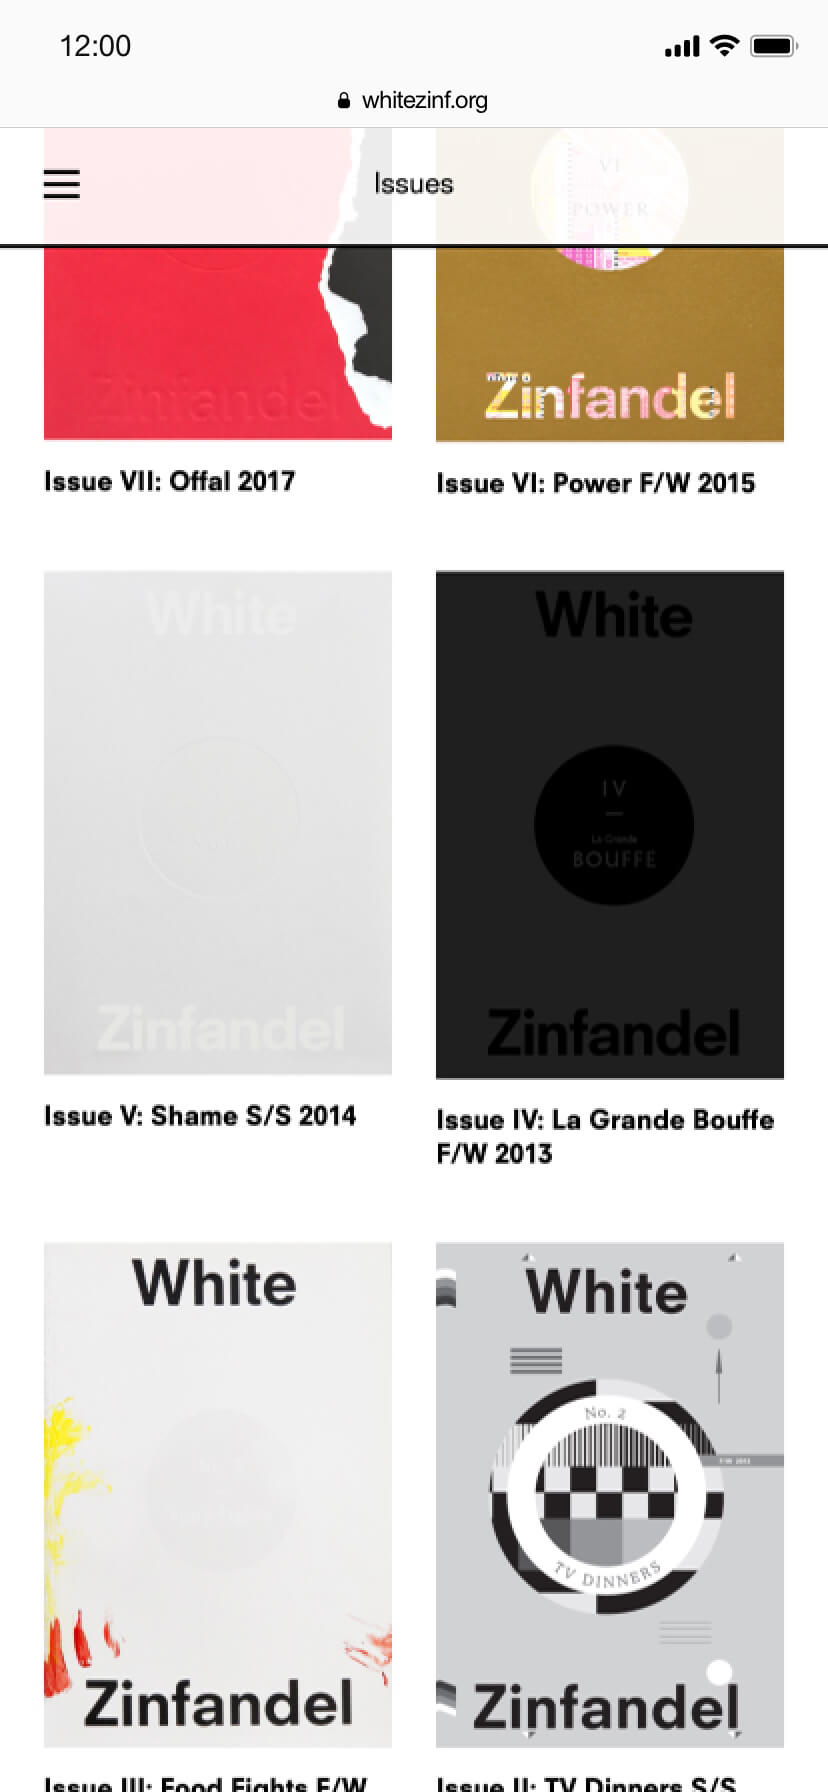 12:00
whitezinf.org
Issues
VI
POWER
Zinfandel
Zinfandel
Issue VII: Offal 2017
Issue VI: Power F/W 2015
White
Zinfandel
White
IV
La Grande
BOUFFE
Zinfandel
Issue V: Shame S/S 2014
Issue IV: La Grande Bouffe
F/W 2013
White
Zinfandel
White
No. 2
F/W 2012
TV DINNERS
Zinfandel
Issue III: Food Fights F/W
Issue II: TV Dinners S/S